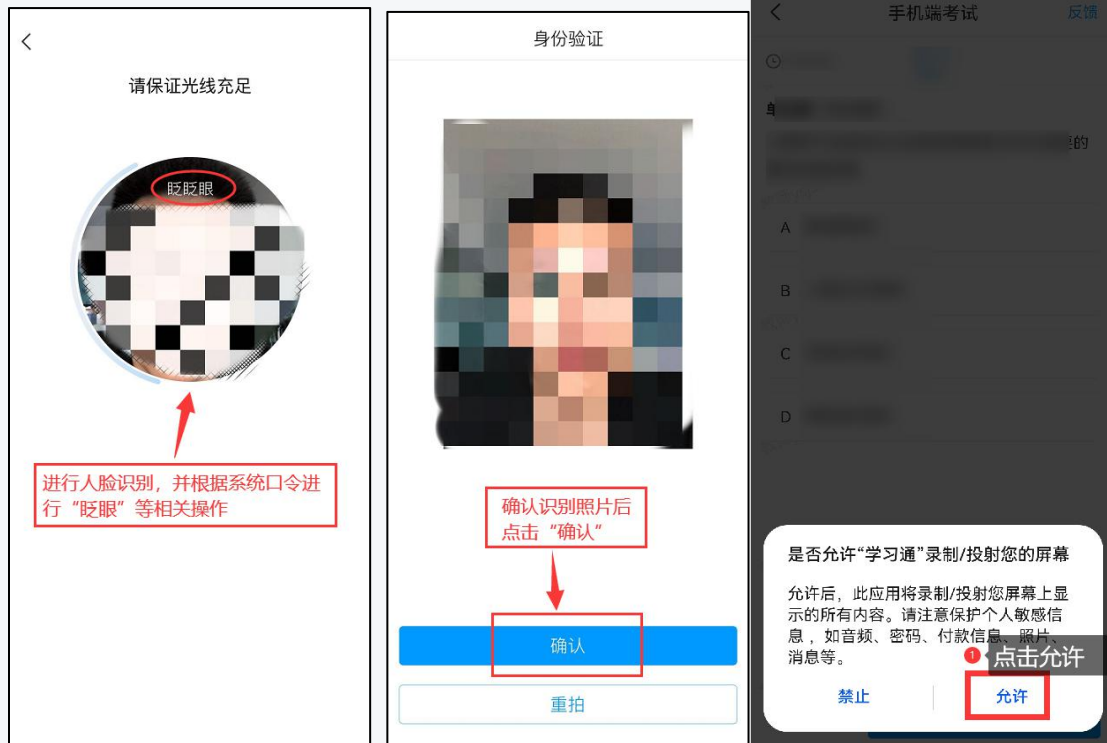 请保证光线充足
眨眨眼
进行人脸识别，并根据系统口令进
行“眨眼”等相关操作
身份验证
确认识别照片后
点击“确认”
确认
重拍
手机端考试
反馈
的
A
B
C
D
是否允许“学习通”录制/投射您的屏幕
允许后，此应用将录制/投射您屏幕上显
示的所有内容。请注意保护个人敏感信
息，如音频、密码、付款信息、照片、
消息等。
1
点击允许
禁止
允许